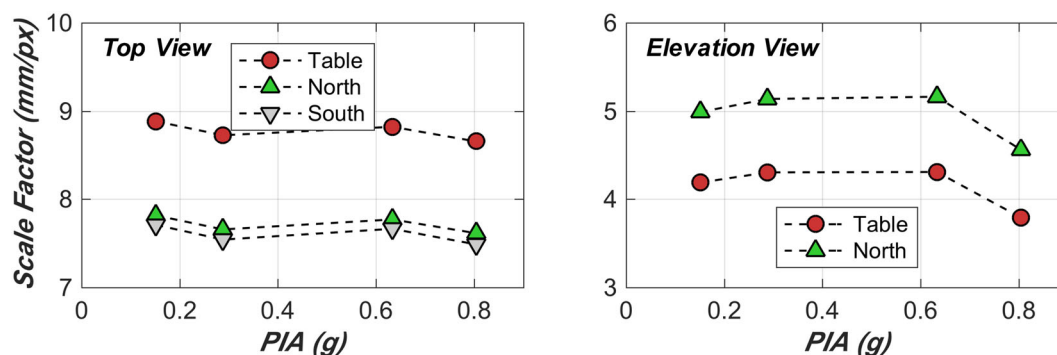 Top View
Table
North
South
Scale Factor (mm/px)
10
9
8
7
0
0.2
0.4
0.6
0.8
PIA (g)
Elevation View
Table
North
6
5
4
3
0
0.2
0.4
0.6
0.8
PIA (g)